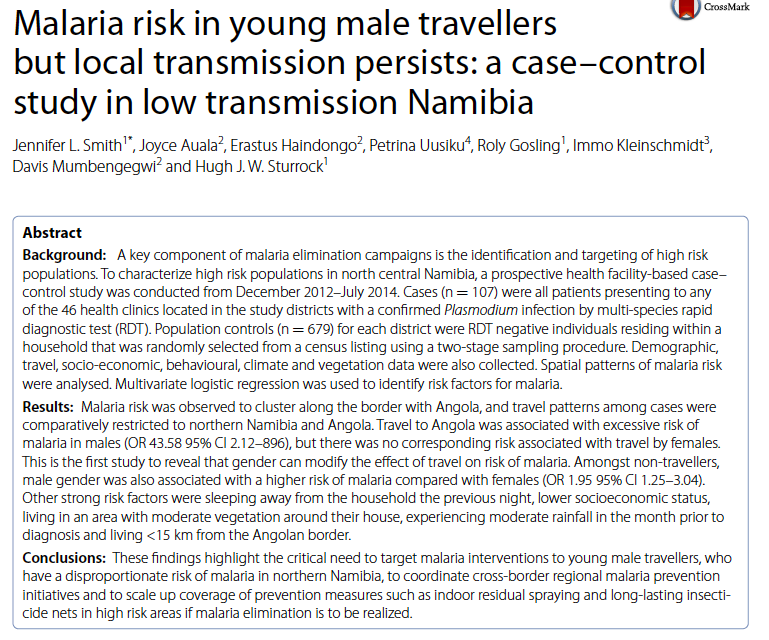 CrossMark
Malaria risk in young male travellers
but local transmission persists: a case–control
study in low transmission Namibia
Jennifer L. Smith1*, Joyce Auala2, Erastus Haindongo2, Petrina Uusiku4, Roly Gosling1, Immo Kleinschmidt3,
Davis Mumbengegwi2 and Hugh J. W. Sturrock1
Abstract
Background: A key component of malaria elimination campaigns is the identification and targeting of high risk
populations. To characterize high risk populations in north central Namibia, a prospective health facility-based case–
control study was conducted from December 2012–July 2014. Cases (n = 107) were all patients presenting to any
of the 46 health clinics located in the study districts with a confirmed Plasmodium infection by multi-species rapid
diagnostic test (RDT). Population controls (n = 679) for each district were RDT negative individuals residing within a
household that was randomly selected from a census listing using a two-stage sampling procedure. Demographic,
travel, socio-economic, behavioural, climate and vegetation data were also collected. Spatial patterns of malaria risk
were analysed. Multivariate logistic regression was used to identify risk factors for malaria.
Results: Malaria risk was observed to cluster along the border with Angola, and travel patterns among cases were
comparatively restricted to northern Namibia and Angola. Travel to Angola was associated with excessive risk of
malaria in males (OR 43.58 95% CI 2.12–896), but there was no corresponding risk associated with travel by females.
This is the first study to reveal that gender can modify the effect of travel on risk of malaria. Amongst non-travellers,
male gender was also associated with a higher risk of malaria compared with females (OR 1.95 95% CI 1.25–3.04).
Other strong risk factors were sleeping away from the household the previous night, lower socioeconomic status,
living in an area with moderate vegetation around their house, experiencing moderate rainfall in the month prior to
diagnosis and living <15 km from the Angolan border.
Conclusions: These findings highlight the critical need to target malaria interventions to young male travellers, who
have a disproportionate risk of malaria in northern Namibia, to coordinate cross-border regional malaria prevention
initiatives and to scale up coverage of prevention measures such as indoor residual spraying and long-lasting insecti-
cide nets in high risk areas if malaria elimination is to be realized.